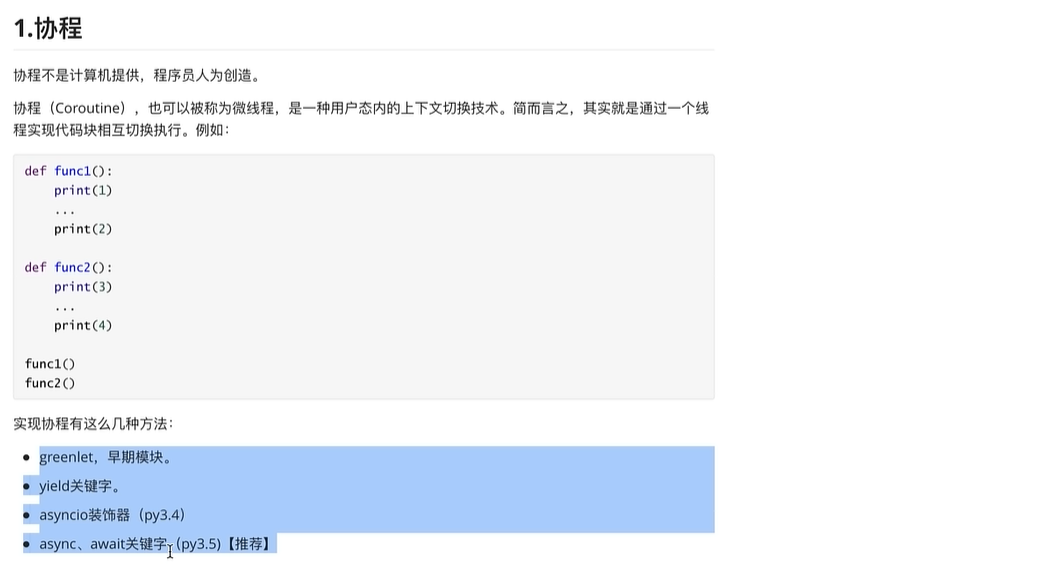 1.协程
协程不是计算机提供，程序员人为创造。
协程（Coroutine），也可以被称为微线程，是一种用户态内的上下文切换技术。简而言之，其实就是通过一个线
程实现代码块相互切换执行。例如：
def func1():
    print(1)
    ...
    print(2)
def func2():
    print(3)
    ...
    print(4)
func1()
func2()
实现协程有这么几种方法：
• greenlet，早期模块。
• yield关键字。
• asyncio装饰器（py3.4）
• async、await关键字（py3.5)【推荐】